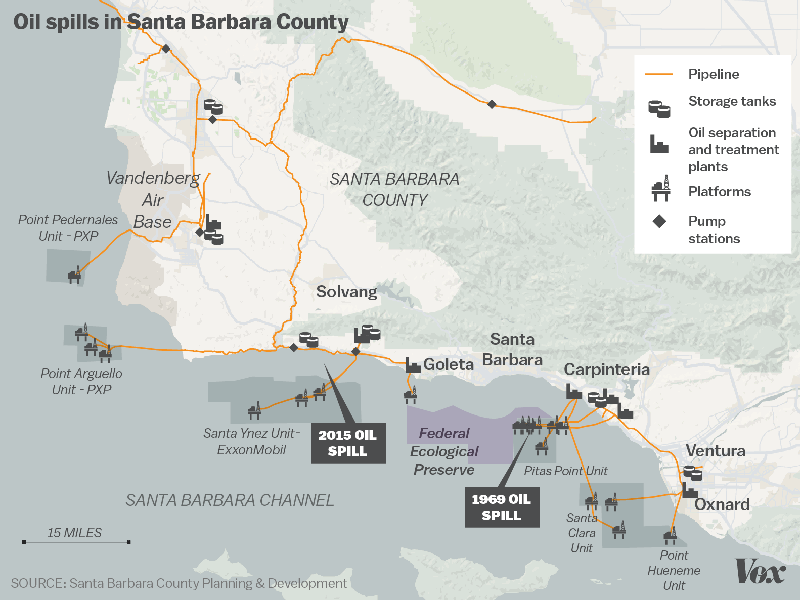 Oil spills in Santa Barbara County
Pipeline
Storage tanks
Oil separation
and treatment
plants
Platforms
Pump
stations
Vandenberg
Air
Base
SANTA BARBARA
COUNTY
Point Pedernales
Unit - PXP
Solvang
Point Arguello
Unit - PXP
Goleta
Santa
Barbara
Carpinteria
Santa Ynez Unit-
ExxonMobil
2015 OIL
SPILL
Federal
Ecological
Preserve
Pitas Point Unit
Ventura
1969 OIL
SPILL
Oxnard
SANTA BARBARA CHANNEL
Santa
Clara
Unit
15 MILES
Point
Hueneme
Unit
SOURCE: Santa Barbara County Planning & Development
Vox